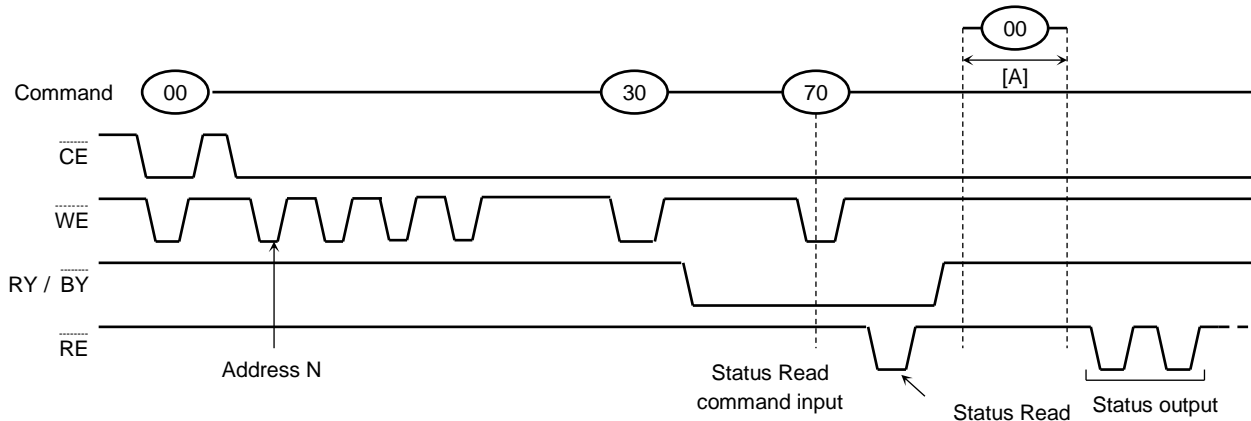 00
[A]
Command 00 30 70
CE
WE
RY / BY
RE
Address N
Status Read
command input
Status Read
Status output